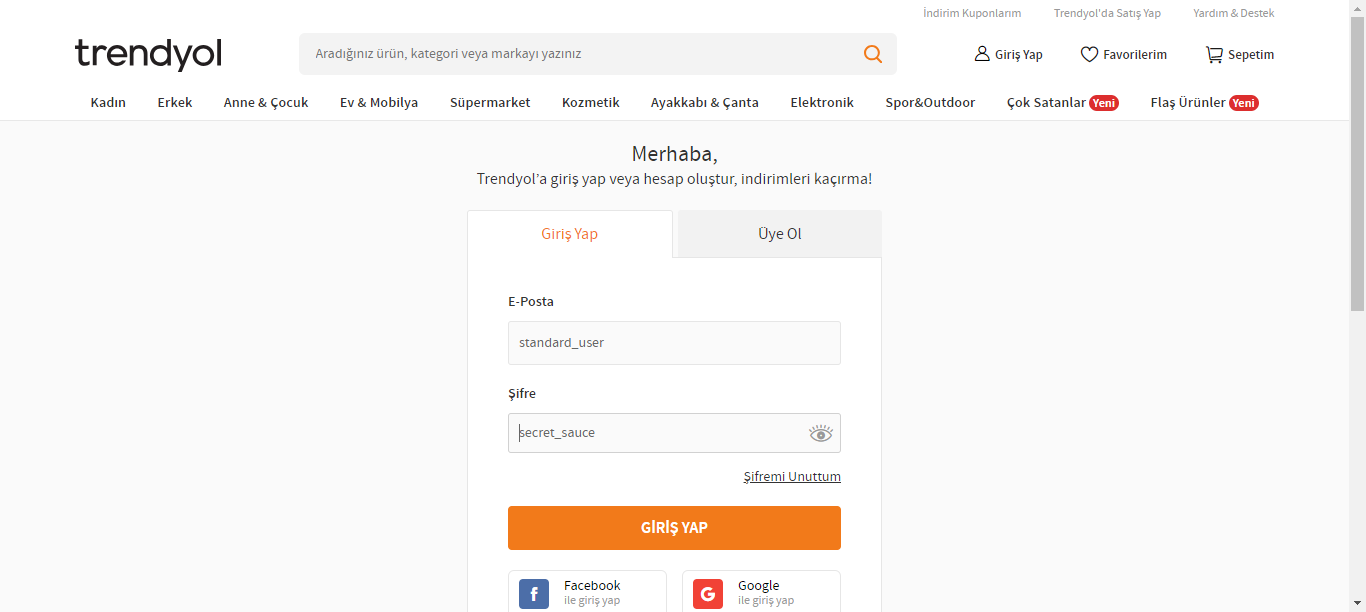 İndirim Kuponlarım Trendyol'da Satış Yap Yardım & Destek
trendyol
Aradığınız ürün, kategori veya markayı yazınız
Giriş Yap Favorilerim Sepetim
Kadın Erkek Anne & Çocuk Ev & Mobilya Süpermarket Kozmetik Ayakkabı & Çanta Elektronik Spor&Outdoor Çok Satanlar Yeni Flaş Ürünler Yeni
Merhaba,
Trendyol’a giriş yap veya hesap oluştur, indirimleri kaçırma!
Giriş Yap Üye Ol
E-Posta
standard_user
Şifre
secret_sauce
Şifremi Unuttum
GİRİŞ YAP
f Facebook G Google
ile giriş yap ile giriş yap